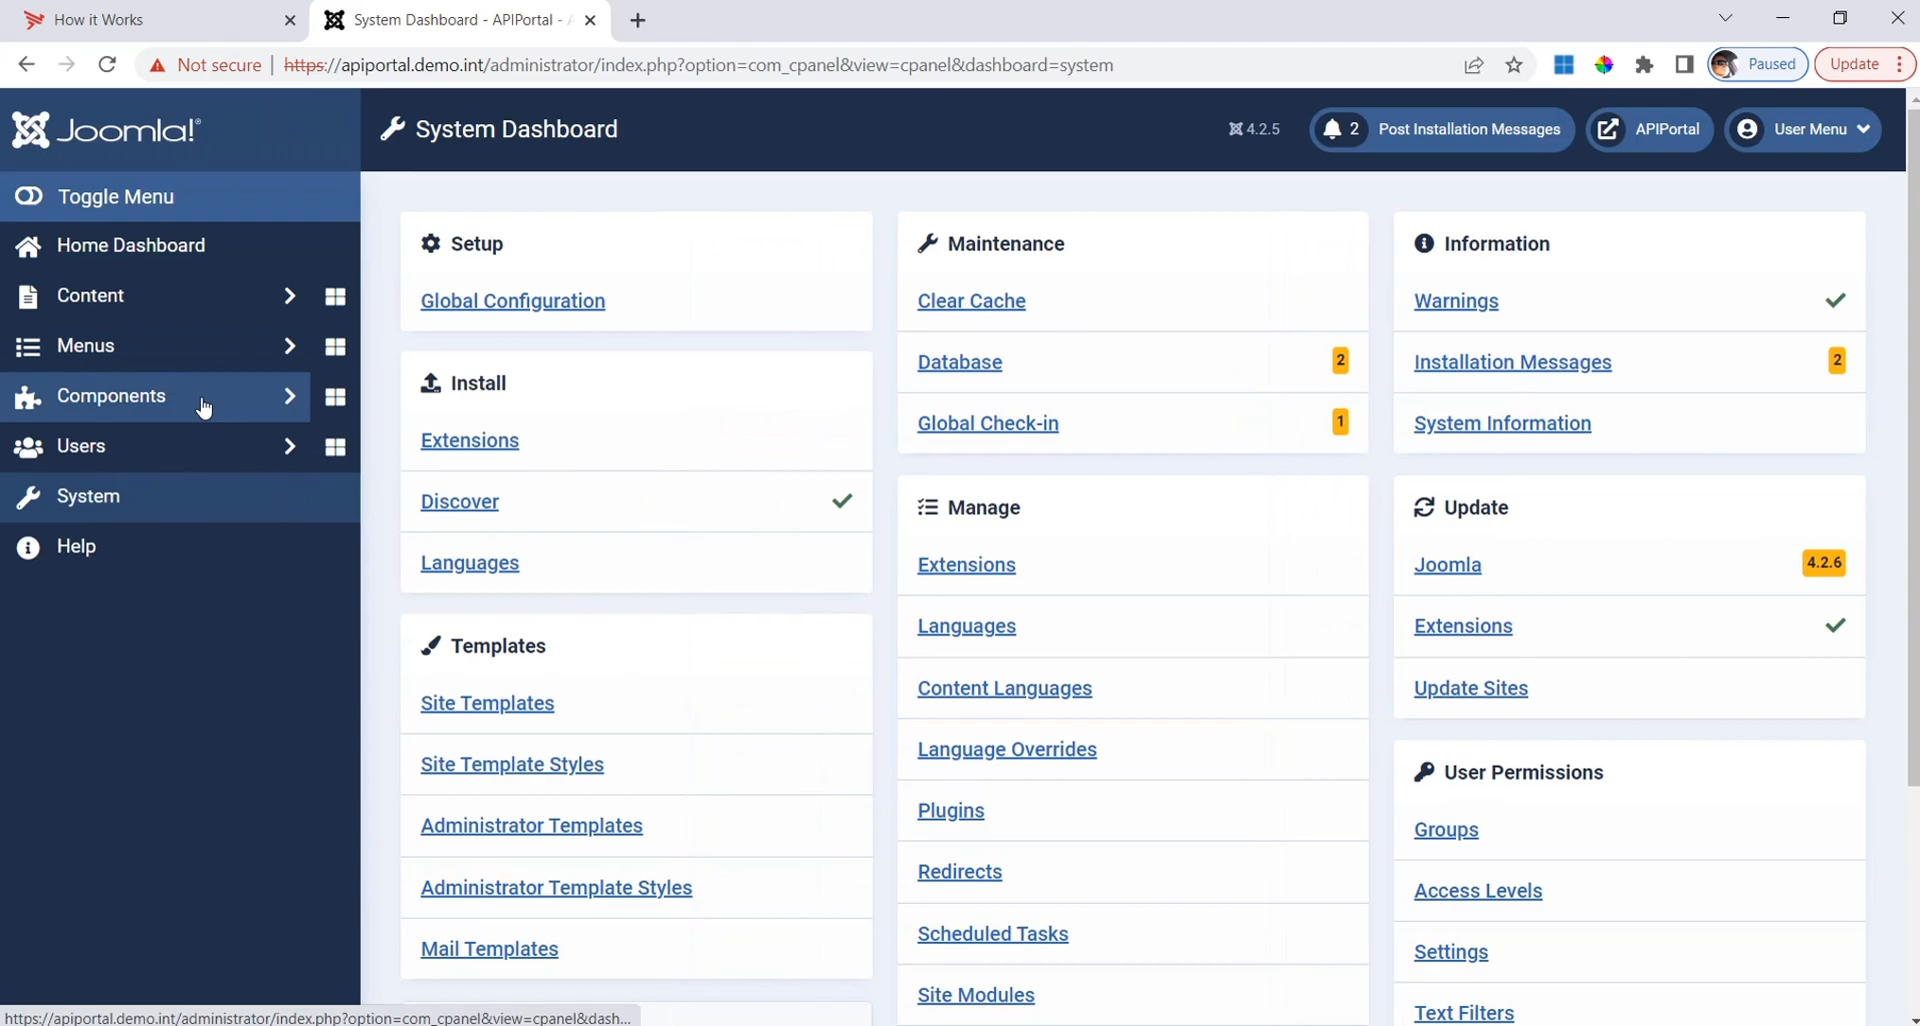 How it Works
System Dashboard - APIPortal -
Not secure
https://apiportal.demo.int/administrator/index.php?option=com_cpanel&view=cpanel&dashboard=system
Paused
Update
Joomla!®
System Dashboard
4.2.5
2 Post Installation Messages
APIPortal
User Menu
Toggle Menu
Home Dashboard
Content
Menus
Components
Users
System
Help
Setup
Global Configuration
Install
Extensions
Discover
Languages
Templates
Site Templates
Site Template Styles
Administrator Templates
Administrator Template Styles
Mail Templates
Maintenance
Clear Cache
Database 2
Global Check-in 1
Manage
Extensions
Languages
Content Languages
Language Overrides
Plugins
Redirects
Scheduled Tasks
Site Modules
Information
Warnings
Installation Messages 2
System Information
Update
Joomla 4.2.6
Extensions
Update Sites
User Permissions
Groups
Access Levels
Settings
Text Filters
https://apiportal.demo.int/administrator/index.php?option=com_cpanel&view=cpanel&dash...